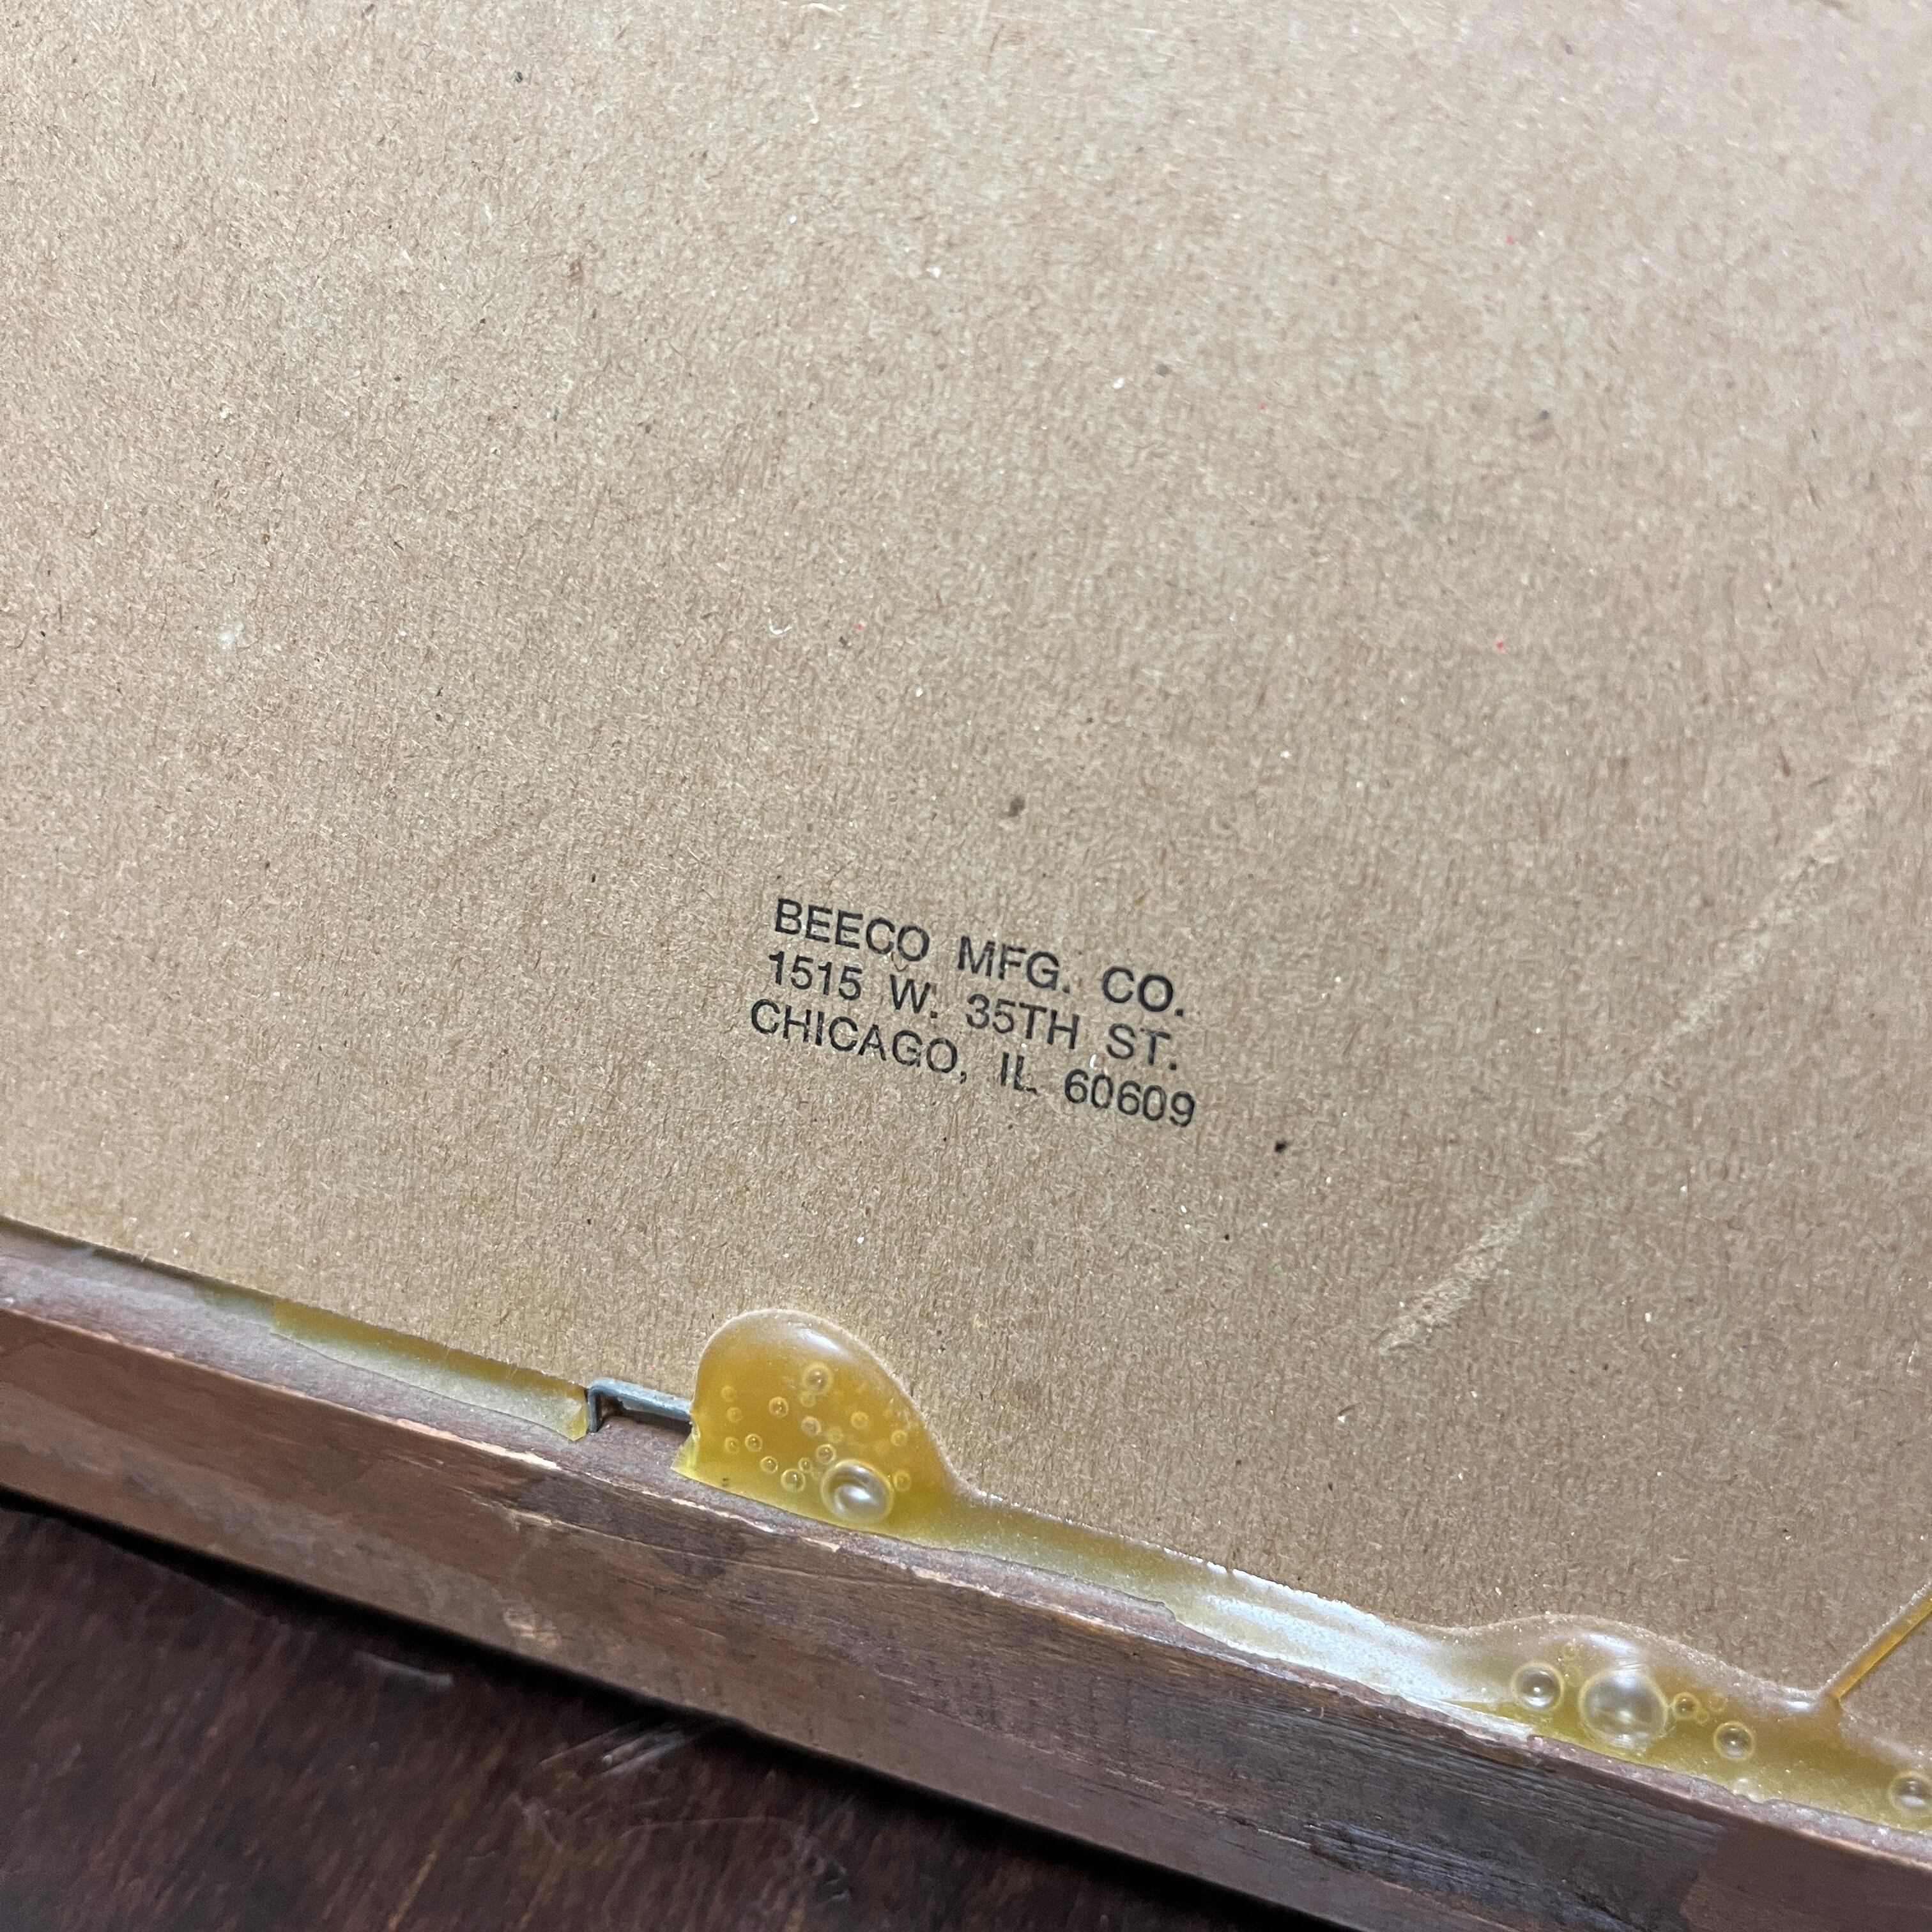 BEECO MFG. CO.
1515 W. 35TH ST.
CHICAGO, IL 60609